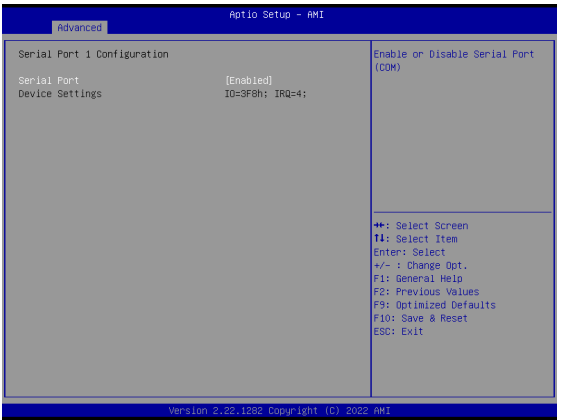 Aptio Setup - AMI
Advanced
Serial Port 1 Configuration
Serial Port [Enabled]
Device Settings IO=3F8h; IRQ=4;
Enable or Disable Serial Port
(COM)
→←: Select Screen
↑↓: Select Item
Enter: Select
+/- : Change Opt.
F1: General Help
F2: Previous Values
F9: Optimized Defaults
F10: Save & Reset
ESC: Exit
Version 2.22.1282 Copyright (C) 2022 AMI